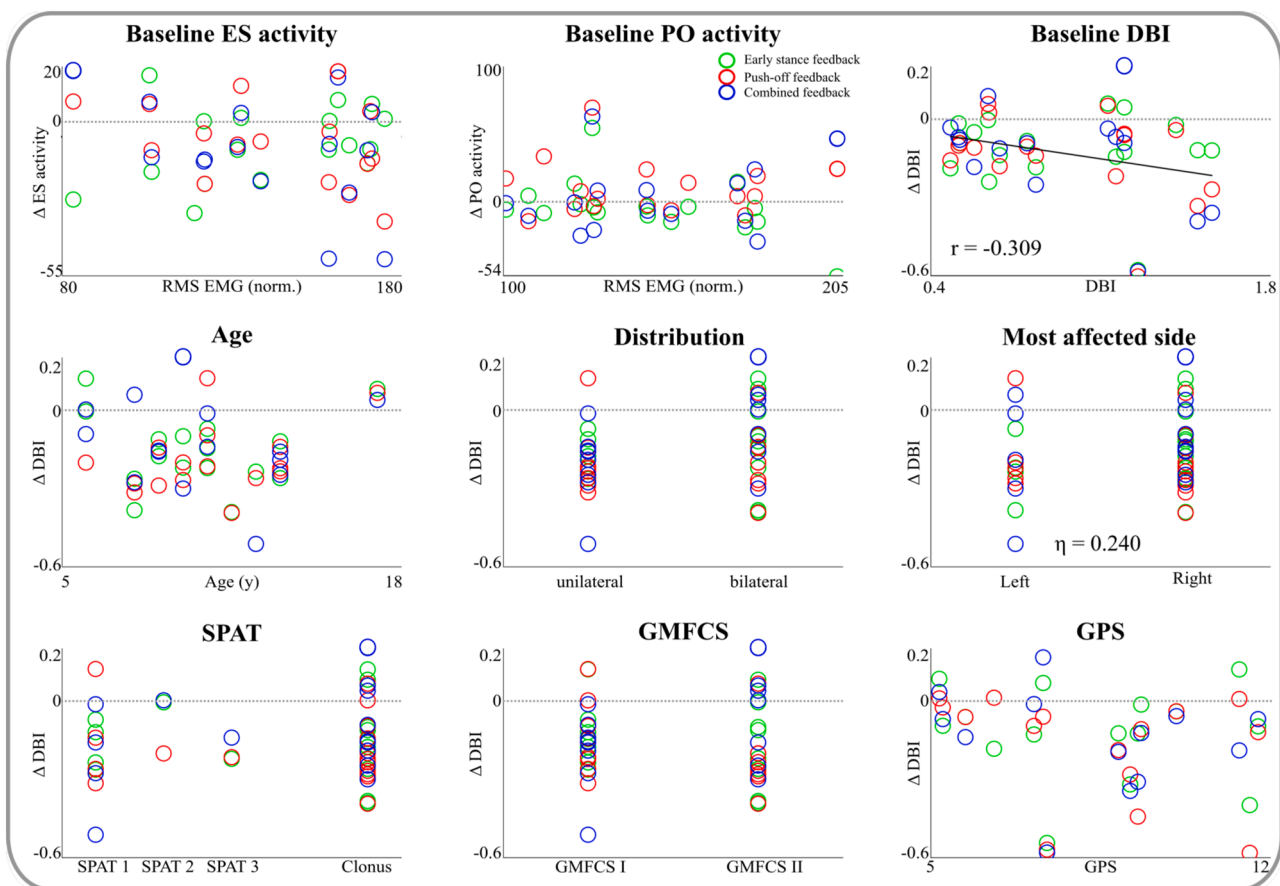 Baseline ES activity
20
0
-55
Δ ES activity
80
RMS EMG (norm.)
180
Baseline PO activity
Early stance feedback
Push-off feedback
Combined feedback
100
0
-54
Δ PO activity
100
RMS EMG (norm.)
205
Baseline DBI
0.2
0
-0.6
Δ DBI
r = -0.309
0.4
DBI
1.8
Age
0.2
0
-0.6
Δ DBI
5
Age (y)
18
Distribution
0.2
0
-0.6
Δ DBI
unilateral
bilateral
Most affected side
0.2
0
-0.6
Δ DBI
η = 0.240
Left
Right
SPAT
0.2
0
-0.6
Δ DBI
SPAT 1
SPAT 2
SPAT 3
Clonus
GMFCS
0.2
0
-0.6
Δ DBI
GMFCS I
GMFCS II
GPS
0.2
0
-0.6
Δ DBI
5
GPS
12